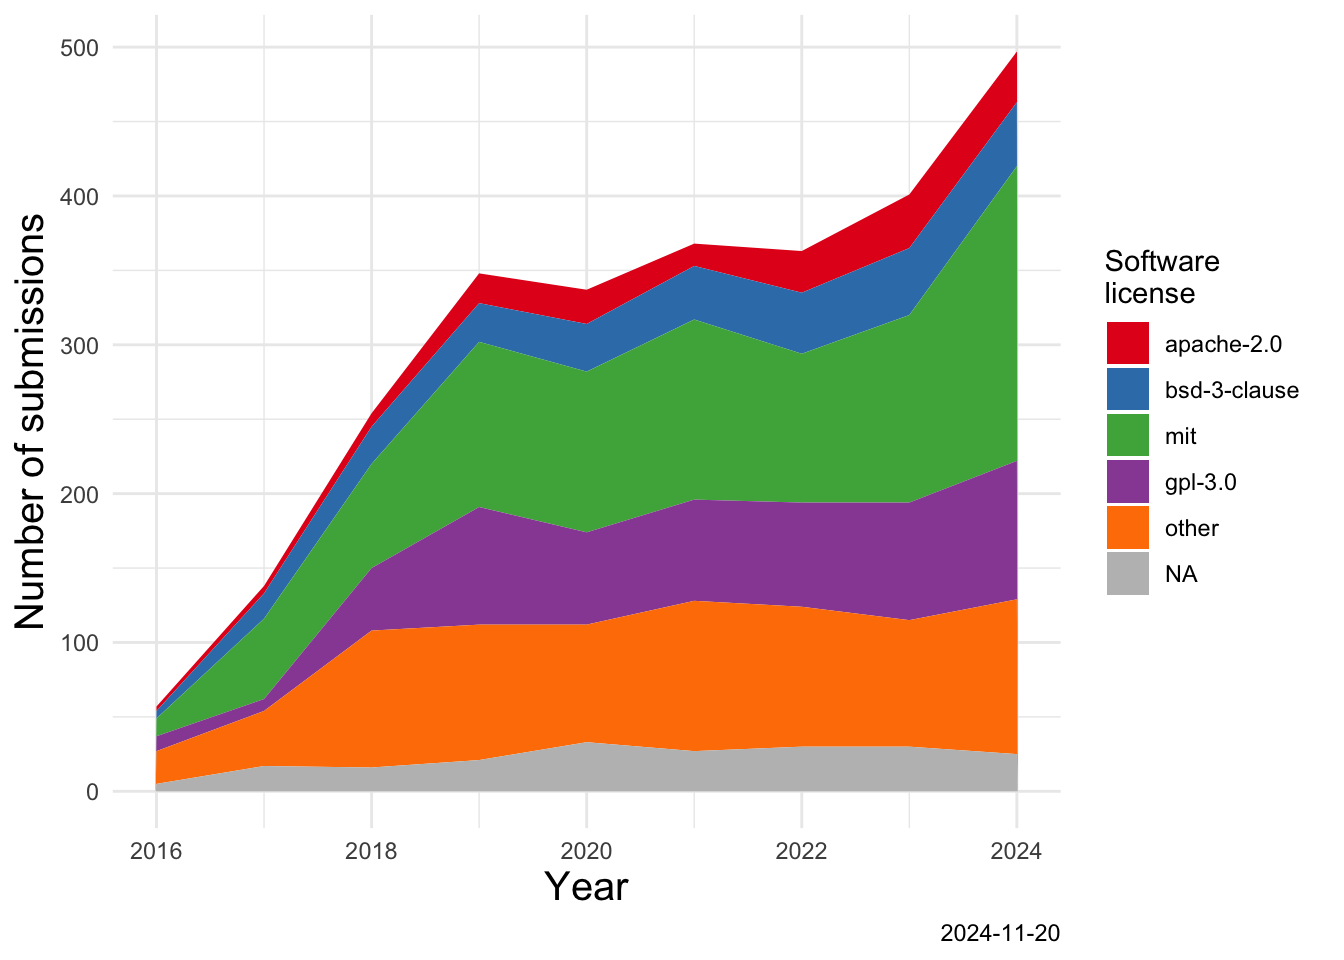 500
400
300
200
100
0
Number of submissions
2016
2018
2020
2022
2024
Year
Software
license
apache-2.0
bsd-3-clause
mit
gpl-3.0
other
NA
2024-11-20